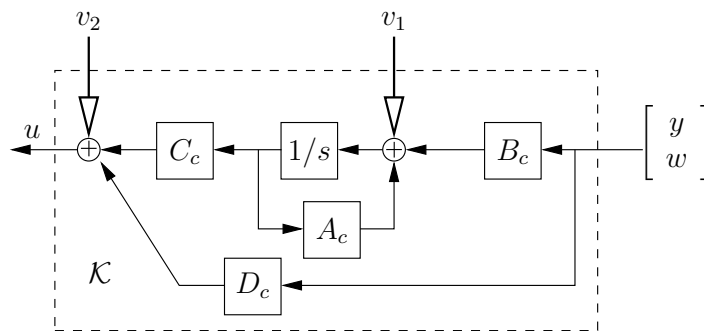 v₂ v₁
u + C_c 1/s + B_c [ y w ]
A_c
𝒦 D_c